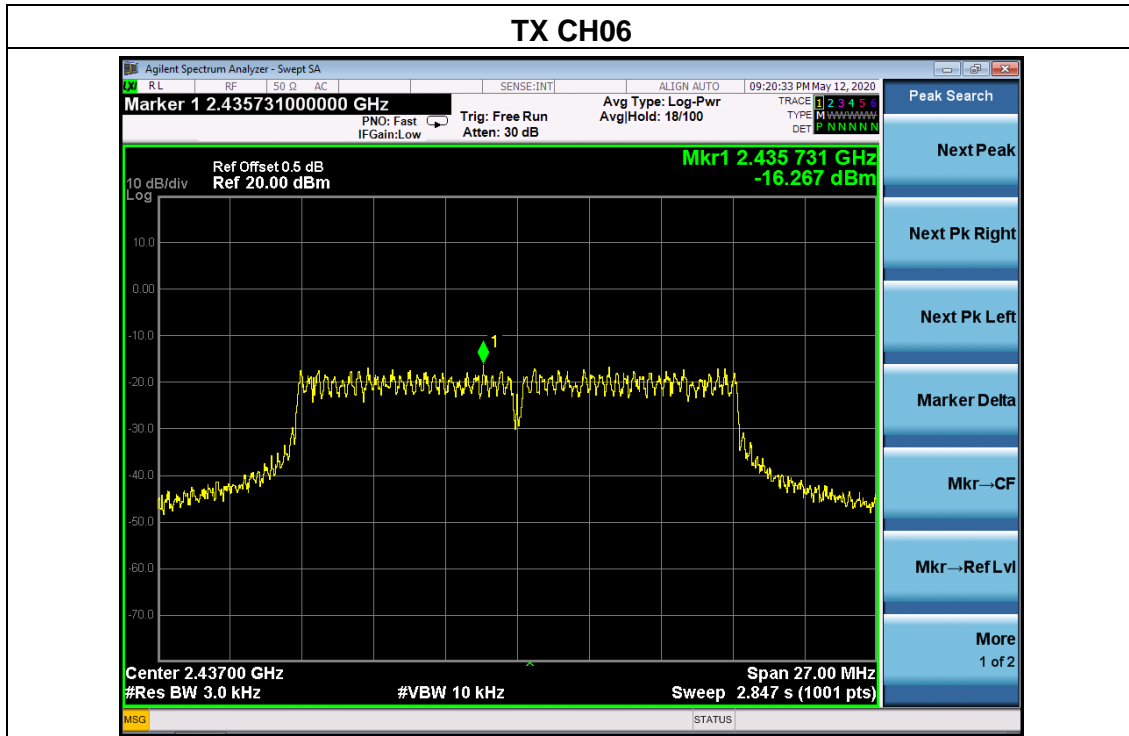 TX CH06
Agilent Spectrum Analyzer - Swept SA
LXI RL RF 50 Ω AC SENSE:INT ALIGN AUTO 09:20:33 PM May 12, 2020
Marker 1 2.435731000000 GHz
PNO: Fast
IFGain:Low
Trig: Free Run
Atten: 30 dB
Avg Type: Log-Pwr
Avg|Hold: 18/100
TRACE 1 2 3 4 5 6
TYPE M WWWWW
DET P N N N N N
Peak Search
Ref Offset 0.5 dB
10 dB/div Ref 20.00 dBm
Log
Mkr1 2.435 731 GHz
-16.267 dBm
10.0
0.00
-10.0
-20.0
-30.0
-40.0
-50.0
-60.0
-70.0
1
Center 2.43700 GHz
Span 27.00 MHz
#Res BW 3.0 kHz
#VBW 10 kHz
Sweep 2.847 s (1001 pts)
Next Peak
Next Pk Right
Next Pk Left
Marker Delta
Mkr→CF
Mkr→Ref Lvl
More
1 of 2
MSG
STATUS